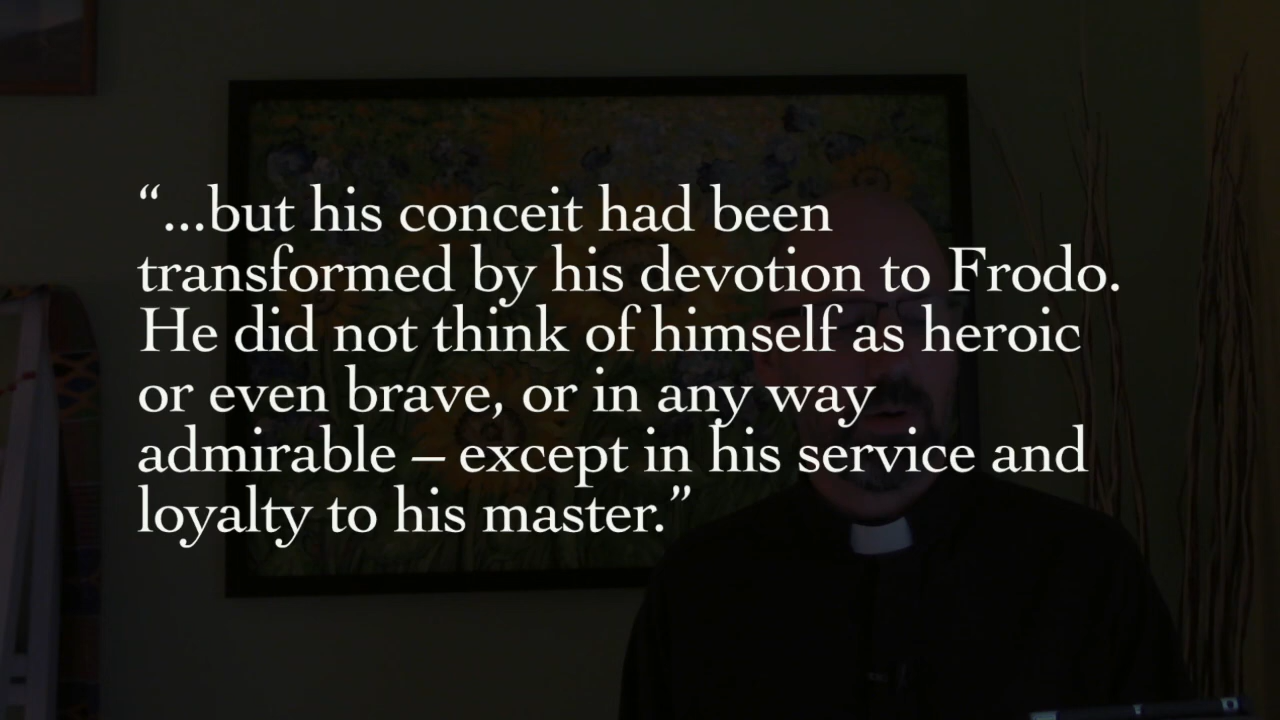 “...but his conceit had been
transformed by his devotion to Frodo.
He did not think of himself as heroic
or even brave, or in any way
admirable – except in his service and
loyalty to his master.”